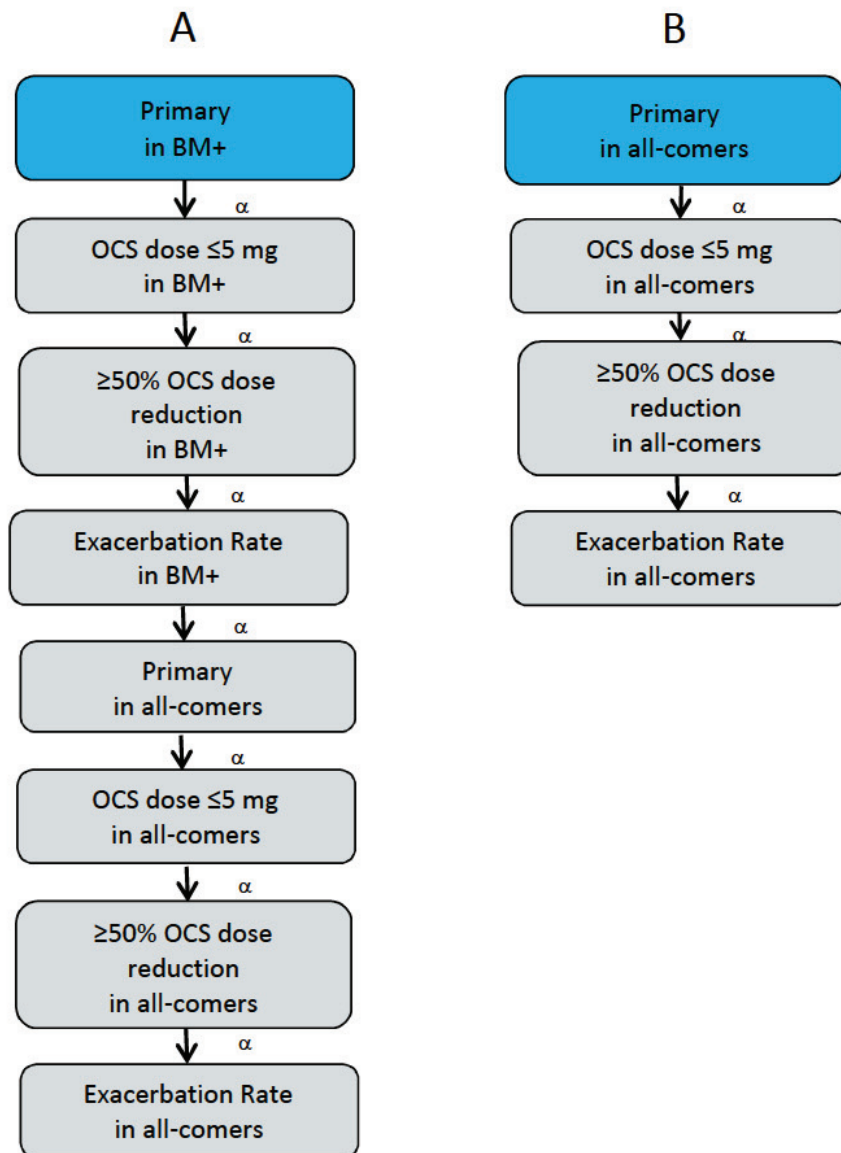 A
Primary
in BM+
α
OCS dose ≤5 mg
in BM+
α
≥50% OCS dose
reduction
in BM+
α
Exacerbation Rate
in BM+
α
Primary
in all-comers
α
OCS dose ≤5 mg
in all-comers
α
≥50% OCS dose
reduction
in all-comers
α
Exacerbation Rate
in all-comers
B
Primary
in all-comers
α
OCS dose ≤5 mg
in all-comers
α
≥50% OCS dose
reduction
in all-comers
α
Exacerbation Rate
in all-comers